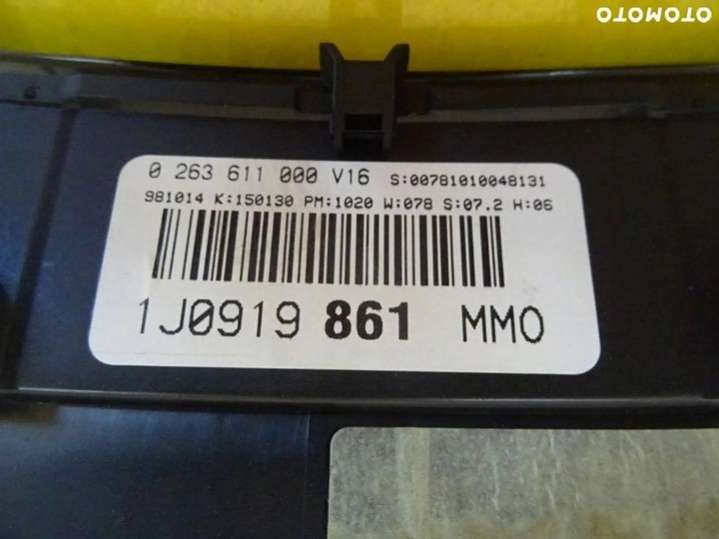 OTOMOTO
0 263 611 000 V16 S:00781010048131
981014 K:150130 PM:1020 W:078 S:07.2 H:06
1J0919 861 MMO